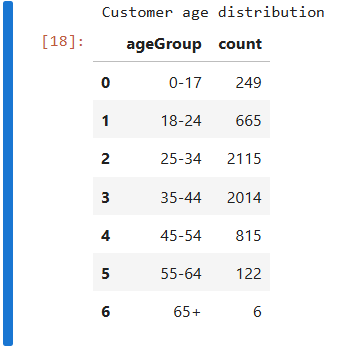 Customer age distribution
[18]: ageGroup count
0 0-17 249
1 18-24 665
2 25-34 2115
3 35-44 2014
4 45-54 815
5 55-64 122
6 65+ 6